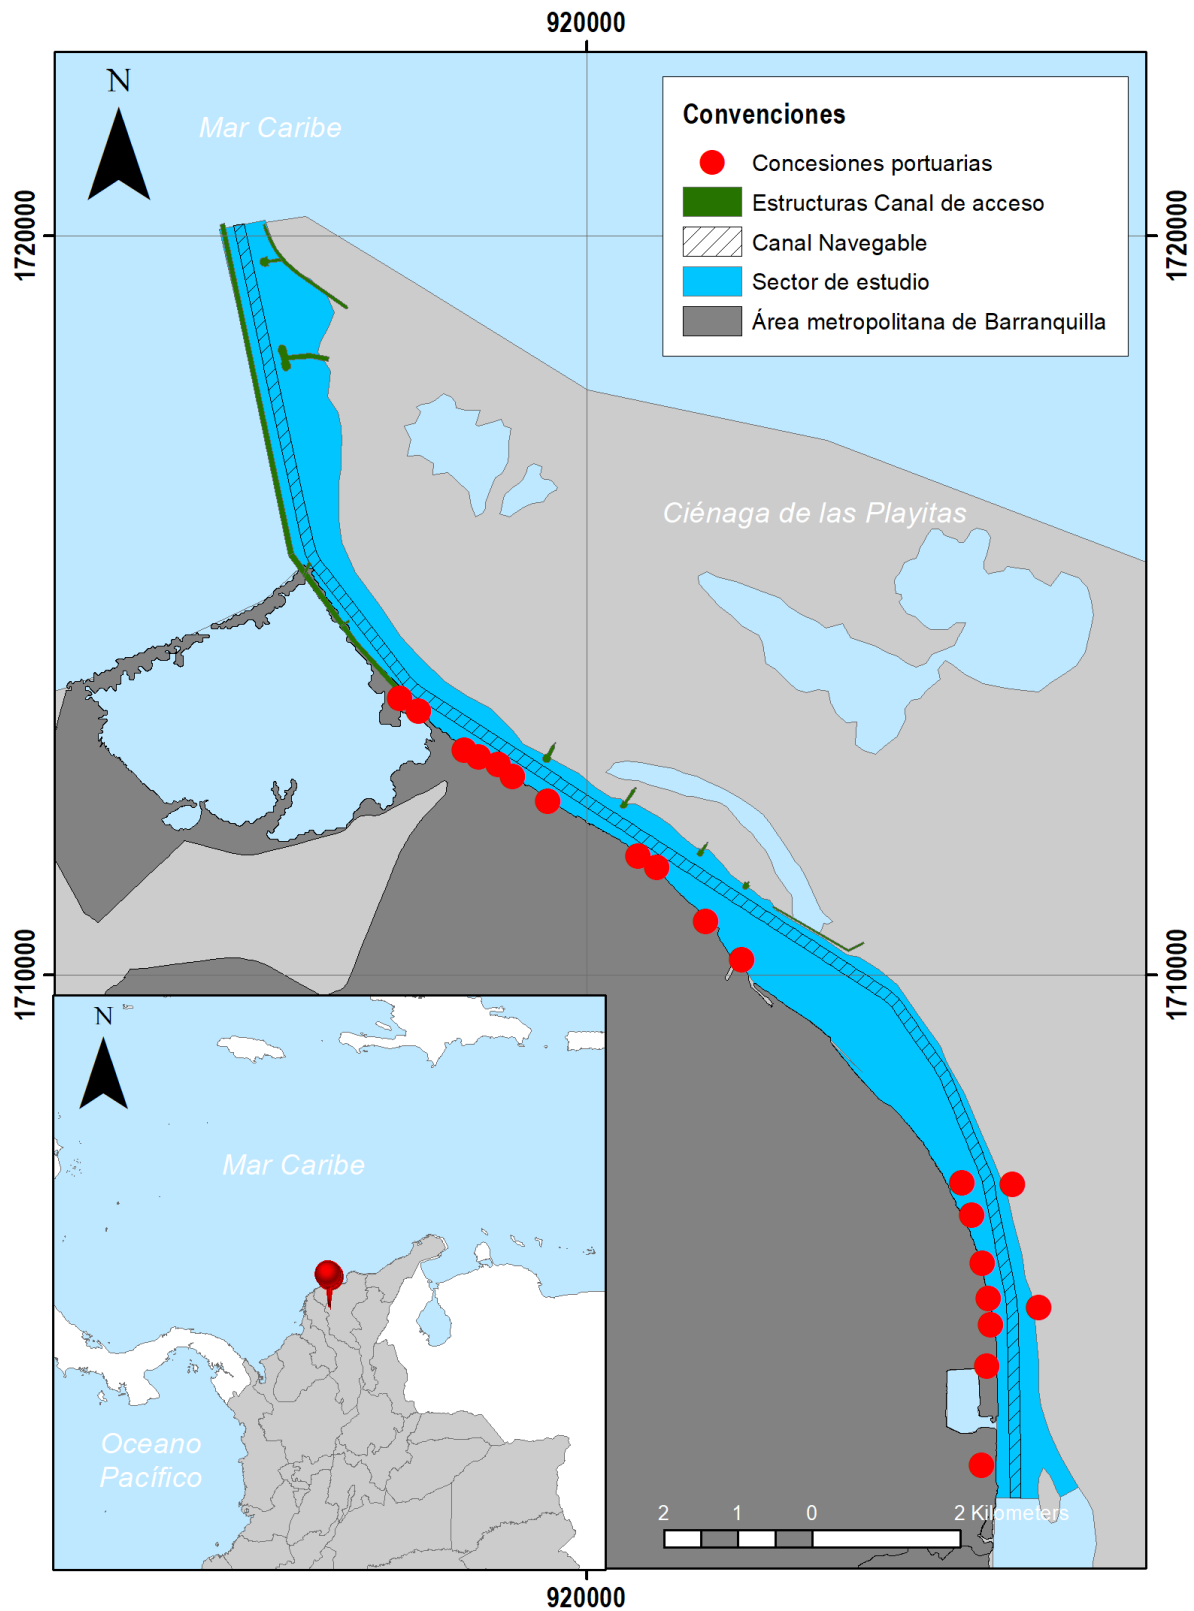 920000
N
Mar Caribe
Convenciones
Concesiones portuarias
Estructuras Canal de acceso
Canal Navegable
Sector de estudio
Área metropolitana de Barranquilla
1720000
1720000
Ciénaga de las Playitas
1710000
1710000
N
Mar Caribe
Oceano
Pacífico
2 1 0 2 Kilometers
920000